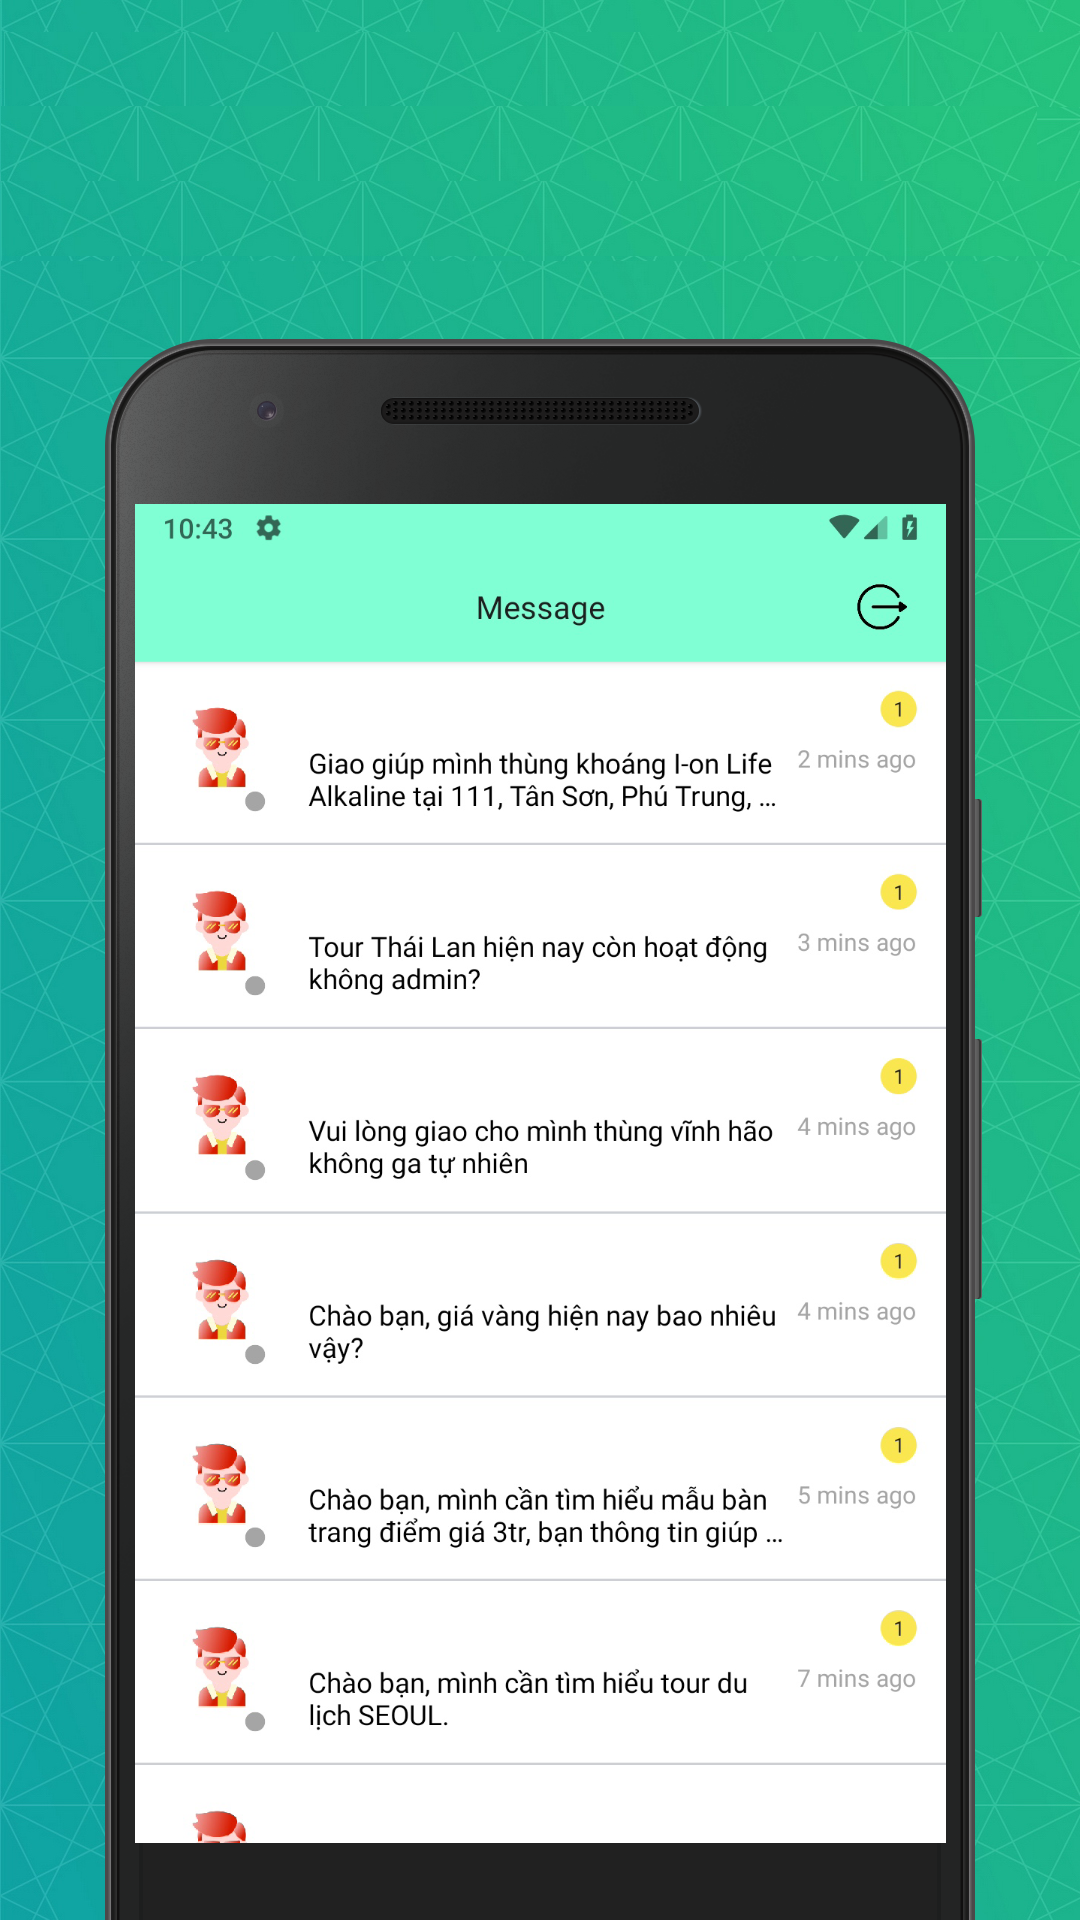 10:43
Message
1
Giao giúp mình thùng khoáng I-on Life
Alkaline tại 111, Tân Sơn, Phú Trung, ...
2 mins ago
1
Tour Thái Lan hiện nay còn hoạt động
không admin?
3 mins ago
1
Vui lòng giao cho mình thùng vĩnh hão
không ga tự nhiên
4 mins ago
1
Chào bạn, giá vàng hiện nay bao nhiêu
vậy?
4 mins ago
1
Chào bạn, mình cần tìm hiểu mẫu bàn
trang điểm giá 3tr, bạn thông tin giúp ...
5 mins ago
1
Chào bạn, mình cần tìm hiểu tour du
lịch SEOUL.
7 mins ago